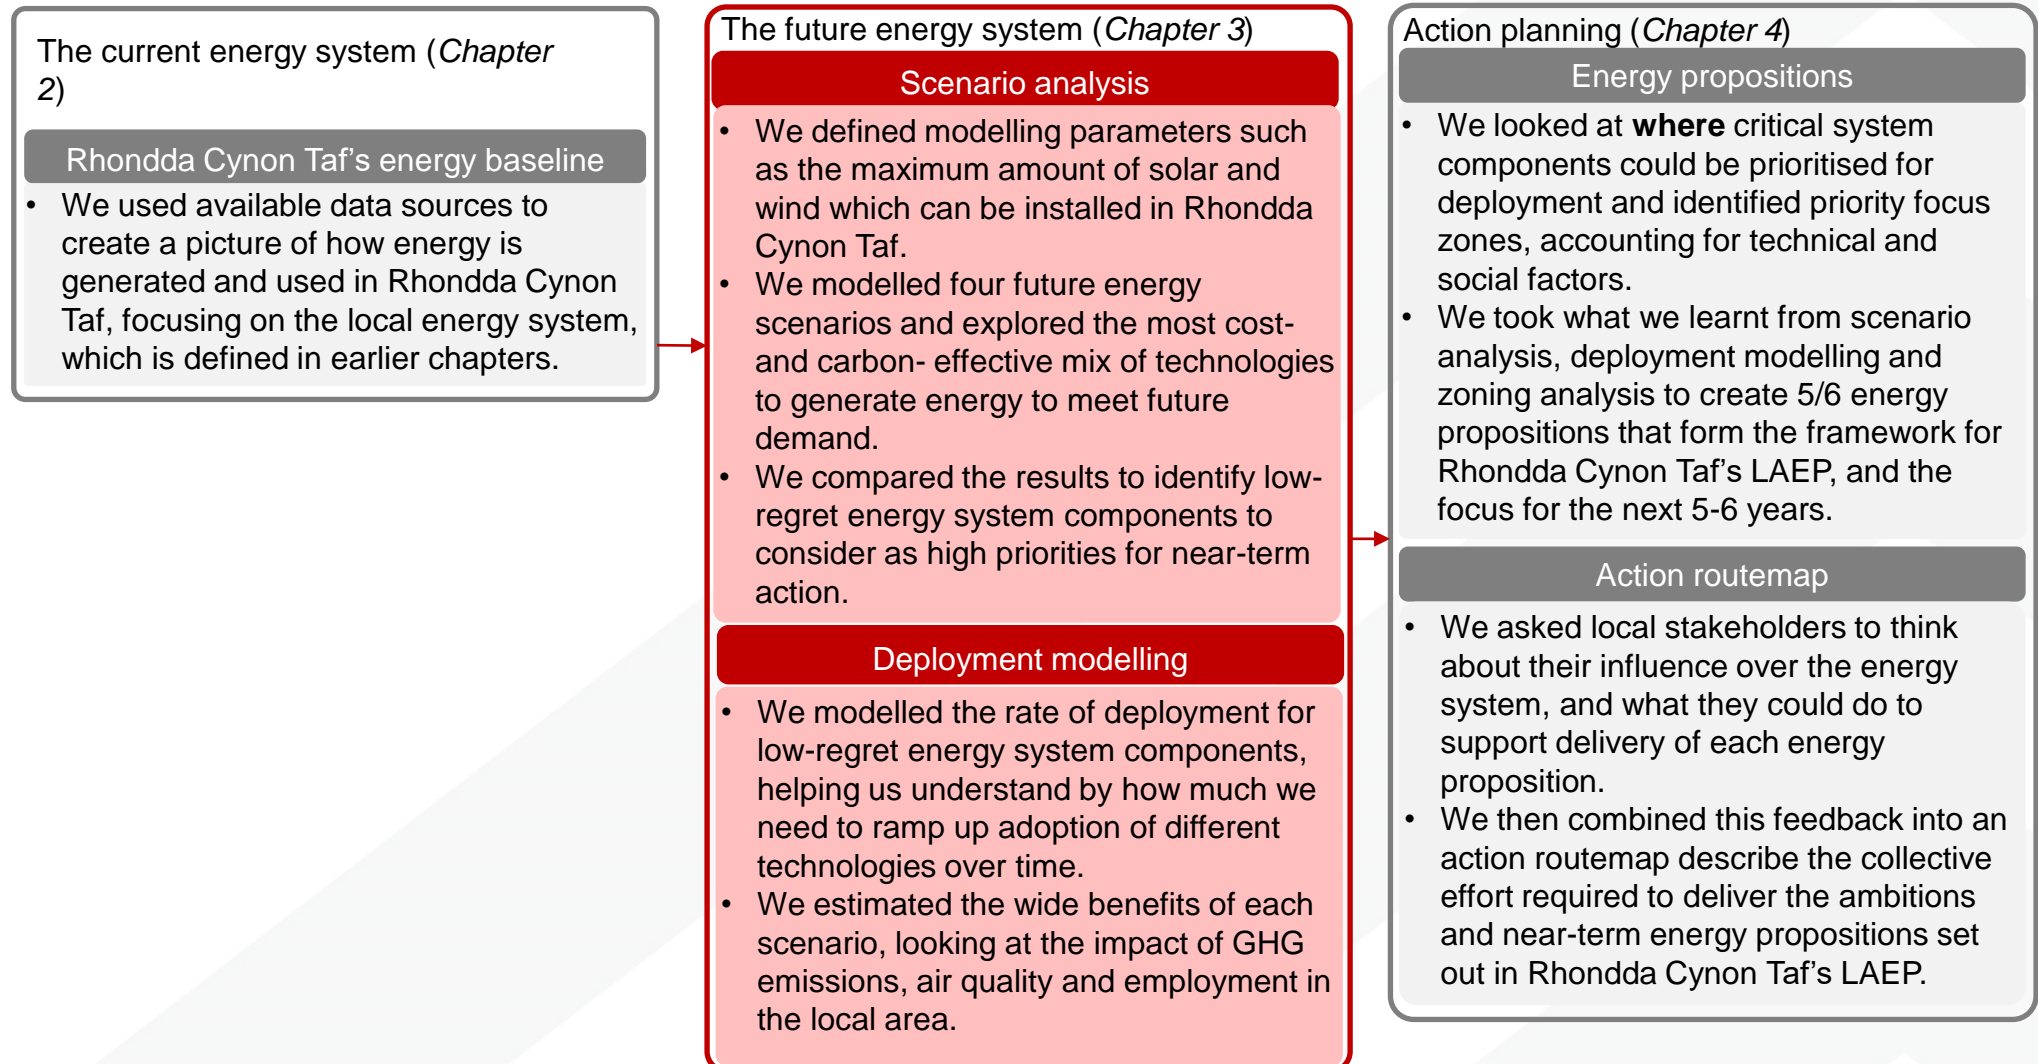 The current energy system (Chapter
2)
Rhondda Cynon Taf’s energy baseline
• We used available data sources to
create a picture of how energy is
generated and used in Rhondda Cynon
Taf, focusing on the local energy system,
which is defined in earlier chapters.
The future energy system (Chapter 3)
Scenario analysis
• We defined modelling parameters such
as the maximum amount of solar and
wind which can be installed in Rhondda
Cynon Taf.
• We modelled four future energy
scenarios and explored the most cost-
and carbon- effective mix of technologies
to generate energy to meet future
demand.
• We compared the results to identify low-
regret energy system components to
consider as high priorities for near-term
action.
Deployment modelling
• We modelled the rate of deployment for
low-regret energy system components,
helping us understand by how much we
need to ramp up adoption of different
technologies over time.
• We estimated the wide benefits of each
scenario, looking at the impact of GHG
emissions, air quality and employment in
the local area.
Action planning (Chapter 4)
Energy propositions
• We looked at where critical system
components could be prioritised for
deployment and identified priority focus
zones, accounting for technical and
social factors.
• We took what we learnt from scenario
analysis, deployment modelling and
zoning analysis to create 5/6 energy
propositions that form the framework for
Rhondda Cynon Taf’s LAEP, and the
focus for the next 5-6 years.
Action routemap
• We asked local stakeholders to think
about their influence over the energy
system, and what they could do to
support delivery of each energy
proposition.
• We then combined this feedback into an
action routemap describe the collective
effort required to deliver the ambitions
and near-term energy propositions set
out in Rhondda Cynon Taf’s LAEP.